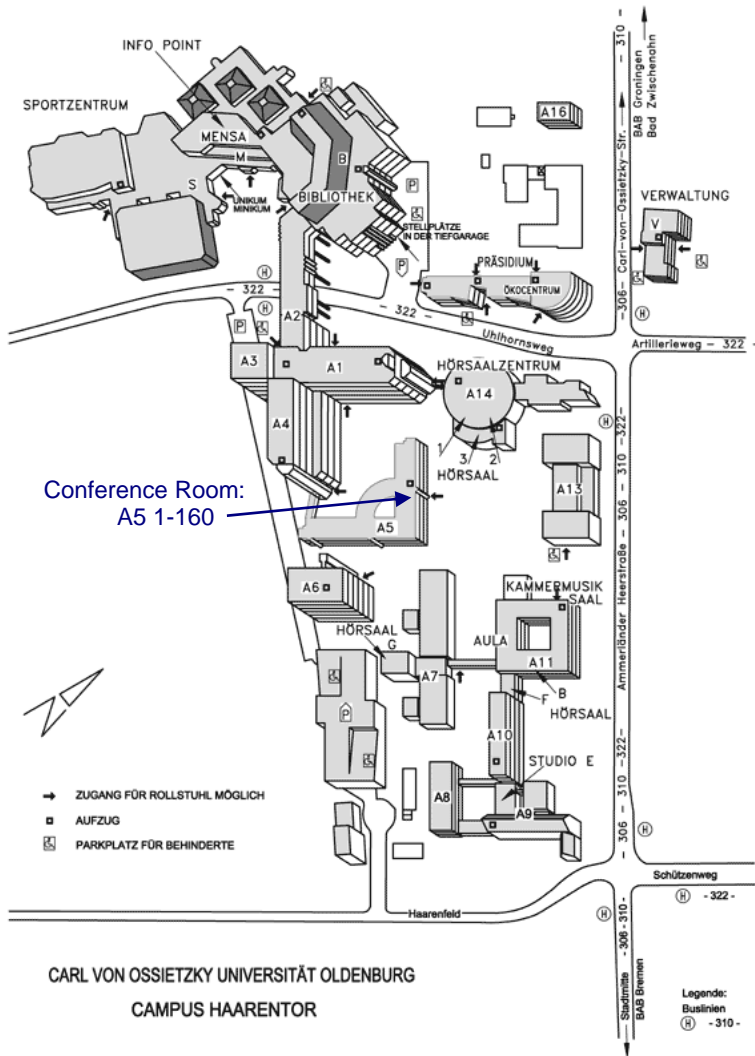 INFO POINT
SPORTZENTRUM
MENSA
M
S
UNIKUM
MINIKUM
B
BIBLIOTHEK
P
STELLPLÄTZE
IN DER TIEFGARAGE
P
A16
- 310 -
BAB Groningen
Bad Zwischenahn
Carl-von-Ossietzky-Str.
- 306 -
VERWALTUNG
V
PRÄSIDIUM
ÖKOCENTRUM
H
- 322 -
H
- 322 -
Uhlhornsweg
H
Artillerieweg - 322 -
P
A2
A3
A1
A4
HÖRSAALZENTRUM
A14
1
3
2
HÖRSAAL
H
A13
Conference Room:
A5 1-160
A5
Ammerländer Heerstraße - 306 - 310 -322-
A6
KAMMERMUSIK
SAAL
HÖRSAAL
G
AULA
A7
A11
B
F
HÖRSAAL
P
A10
STUDIO E
A8
A9
- 306 - 310 -322-
H
ZUGANG FÜR ROLLSTUHL MÖGLICH
AUFZUG
PARKPLATZ FÜR BEHINDERTE
Schützenweg
H - 322 -
Haarenfeld
H
CARL VON OSSIETZKY UNIVERSITÄT OLDENBURG
CAMPUS HAARENTOR
Stadtmitte -306-310-
BAB Bremen
Legende:
Buslinien
H - 310 -